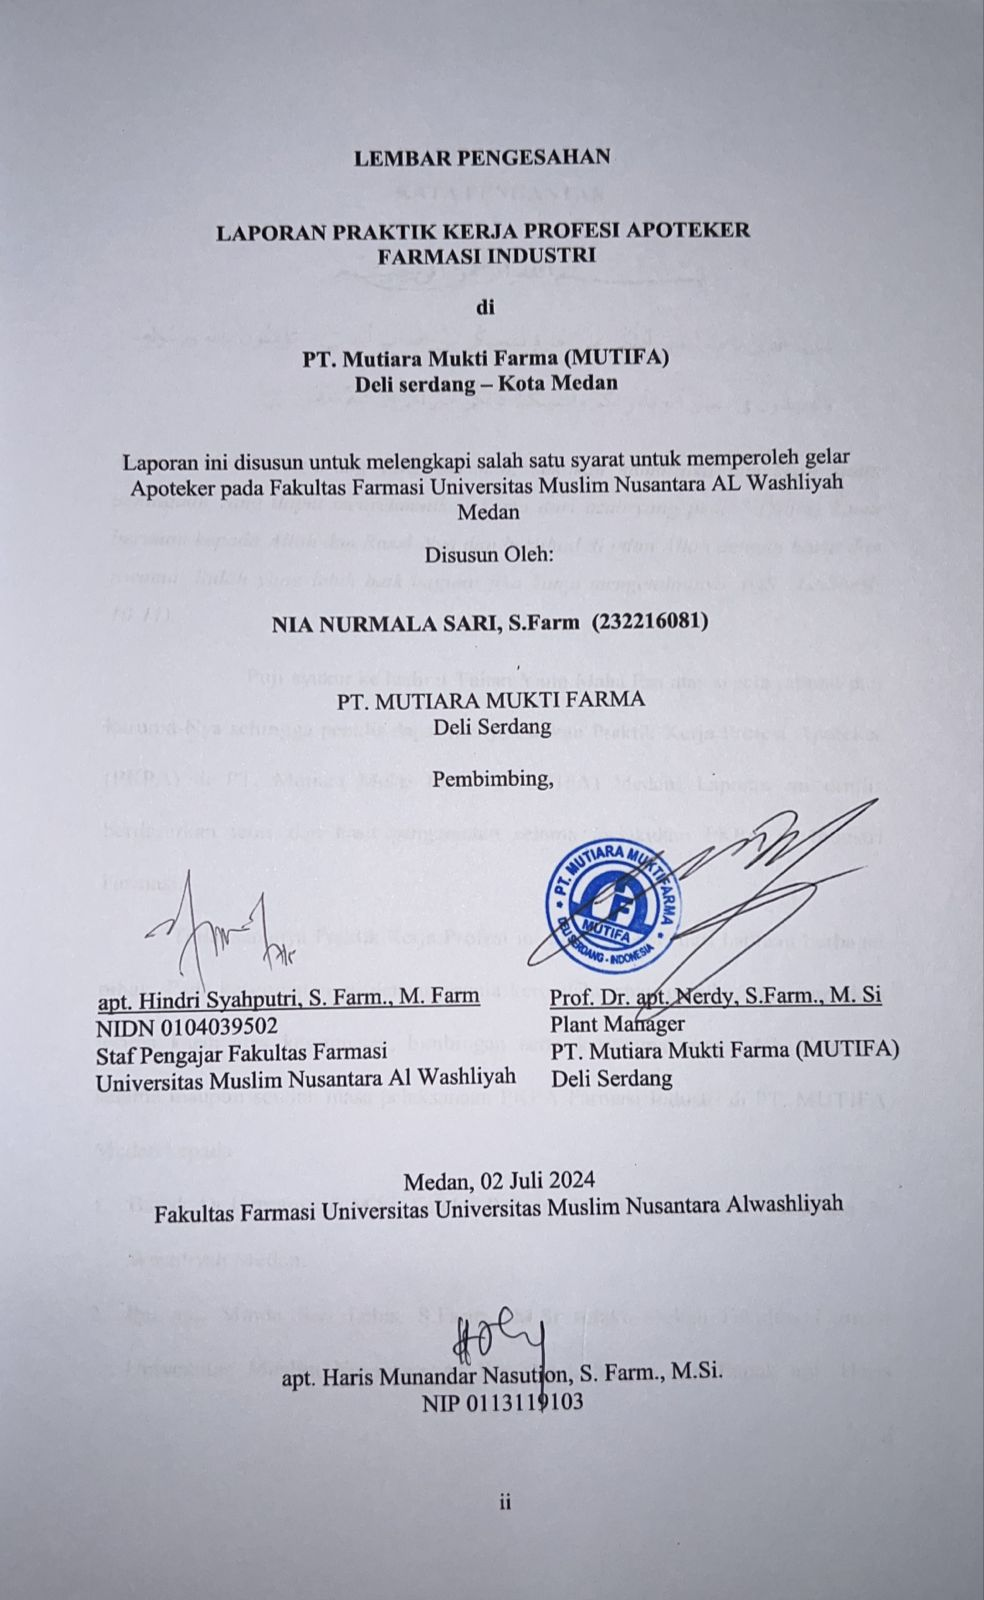 LEMBAR PENGESAHAN
LAPORAN PRAKTIK KERJA PROFESI APOTEKER
FARMASI INDUSTRI
di
PT. Mutiara Mukti Farma (MUTIFA)
Deli serdang – Kota Medan
Laporan ini disusun untuk melengkapi salah satu syarat untuk memperoleh gelar
Apoteker pada Fakultas Farmasi Universitas Muslim Nusantara AL Washliyah
Medan
Disusun Oleh:
NIA NURMALA SARI, S.Farm (232216081)
PT. MUTIARA MUKTI FARMA
Deli Serdang
Pembimbing,
PT. MUTIARA MUKTIFARMA
MUTIFA
DELI SERDANG - INDONESIA
apt. Hindri Syahputri, S. Farm., M. Farm
NIDN 0104039502
Staf Pengajar Fakultas Farmasi
Universitas Muslim Nusantara Al Washliyah
Prof. Dr. apt. Nerdy, S.Farm., M. Si
Plant Manager
PT. Mutiara Mukti Farma (MUTIFA)
Deli Serdang
Medan, 02 Juli 2024
Fakultas Farmasi Universitas Universitas Muslim Nusantara Alwashliyah
apt. Haris Munandar Nasution, S. Farm., M.Si.
NIP 0113119103
ii